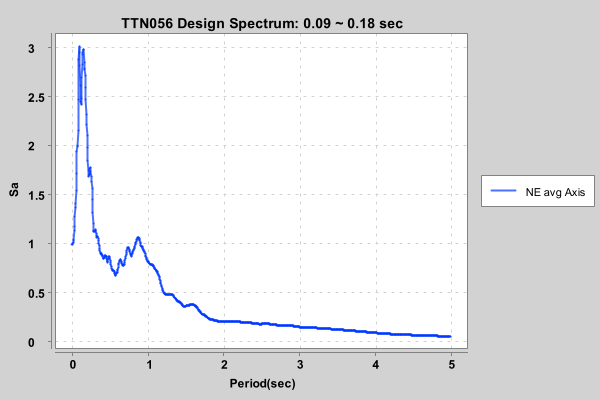 TTN056 Design Spectrum: 0.09 ~ 0.18 sec
3
2.5
2
1.5
1
0.5
0
Sa
0 1 2 3 4 5
Period(sec)
NE avg Axis